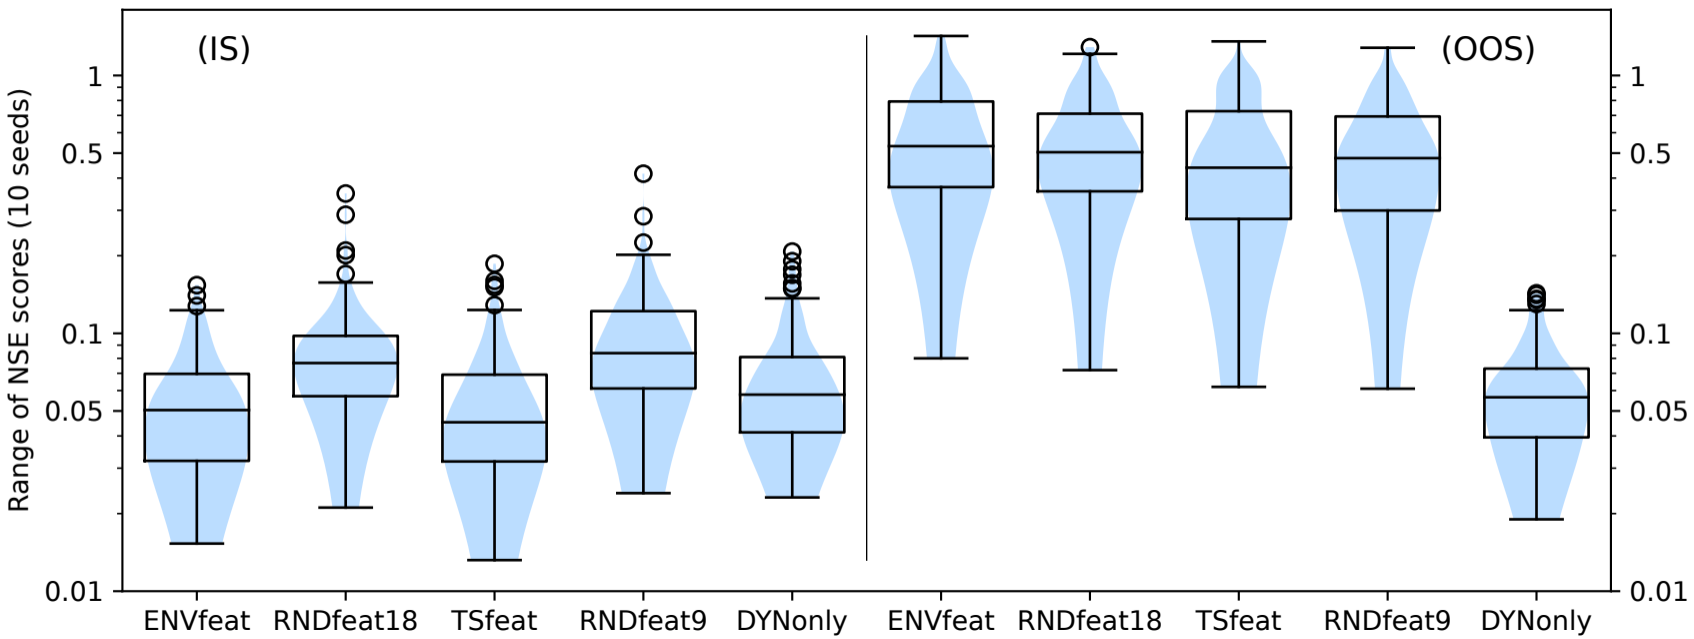 (IS)
(OOS)
Range of NSE scores (10 seeds)
1
0.5
0.1
0.05
0.01
1
0.5
0.1
0.05
0.01
ENVfeat RNDfeat18 TSfeat RNDfeat9 DYNonly ENVfeat RNDfeat18 TSfeat RNDfeat9 DYNonly